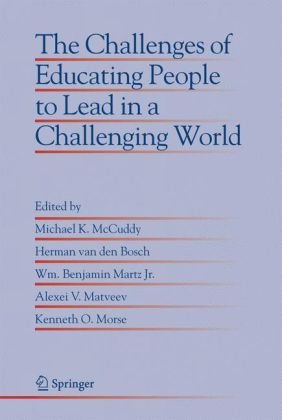 The Challenges of
Educating People
to Lead in a
Challenging World
Edited by
Michael K. McCuddy
Herman van den Bosch
Wm. Benjamin Martz Jr.
Alexei V. Matveev
Kenneth O. Morse
Springer